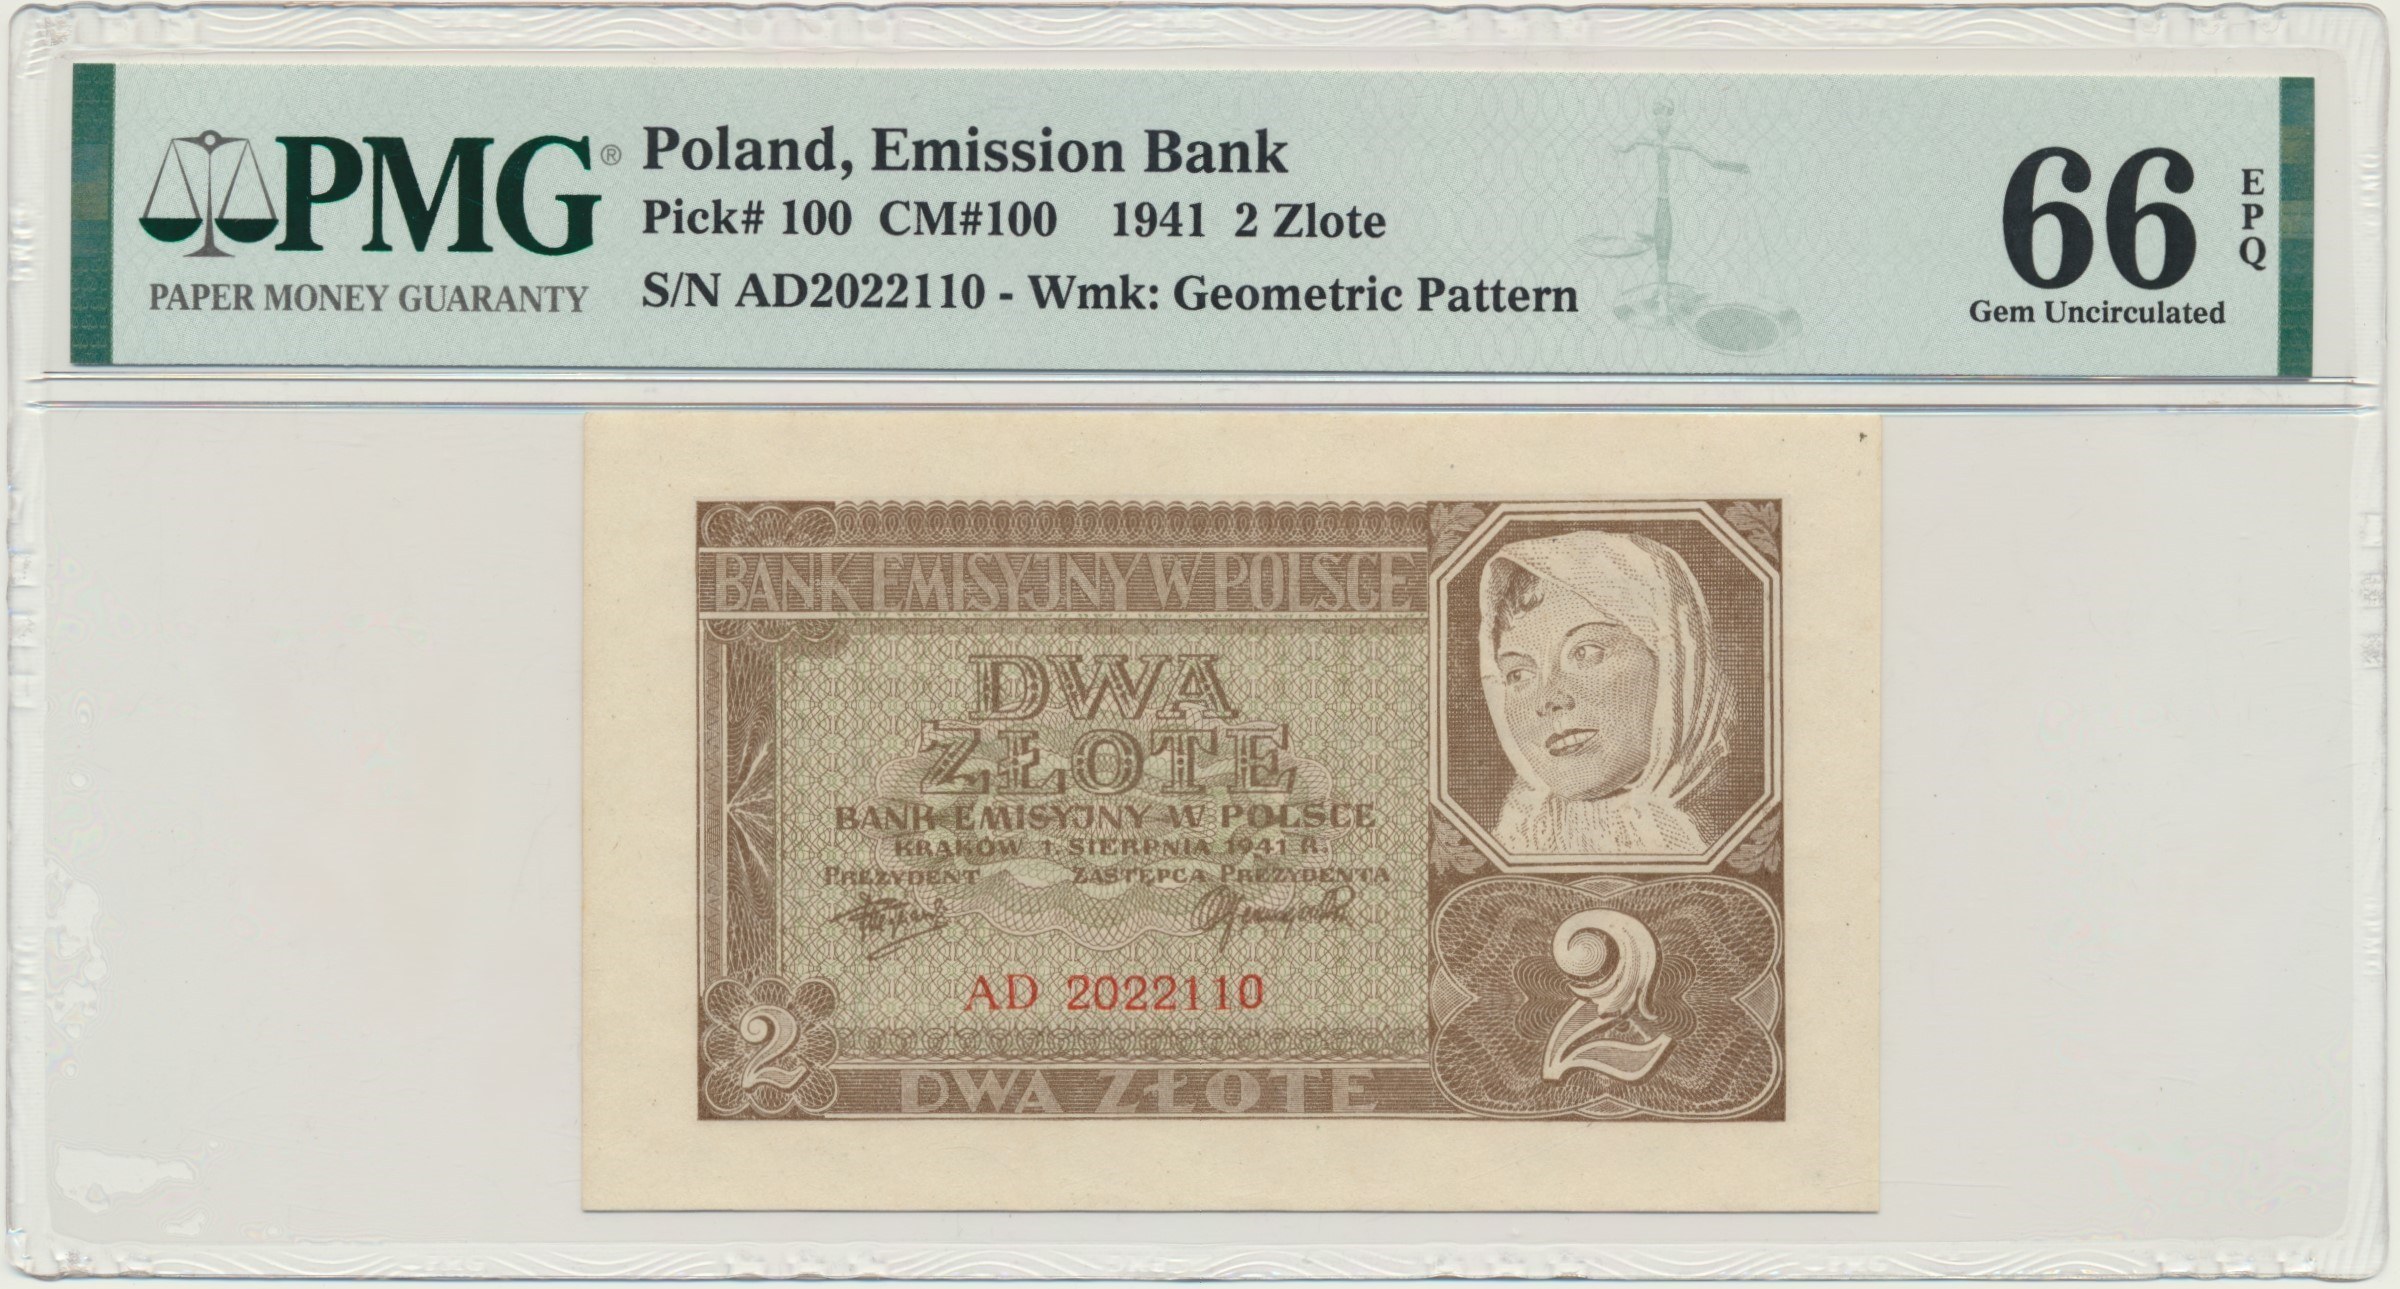 PMG®
PAPER MONEY GUARANTY
Poland, Emission Bank
Pick# 100 CM#100 1941 2 Zlote
S/N AD2022110 - Wmk: Geometric Pattern
66
EPQ
Gem Uncirculated
BANK EMISYJNY W POLSCE
DWA
ZŁOTE
BANK EMISYJNY W POLSCE
KRAKÓW 1. SIERPNIA 1941 R.
PREZYDENT ZASTĘPCA PREZYDENTA
AD 2022110
2
2
DWA ZŁOTE